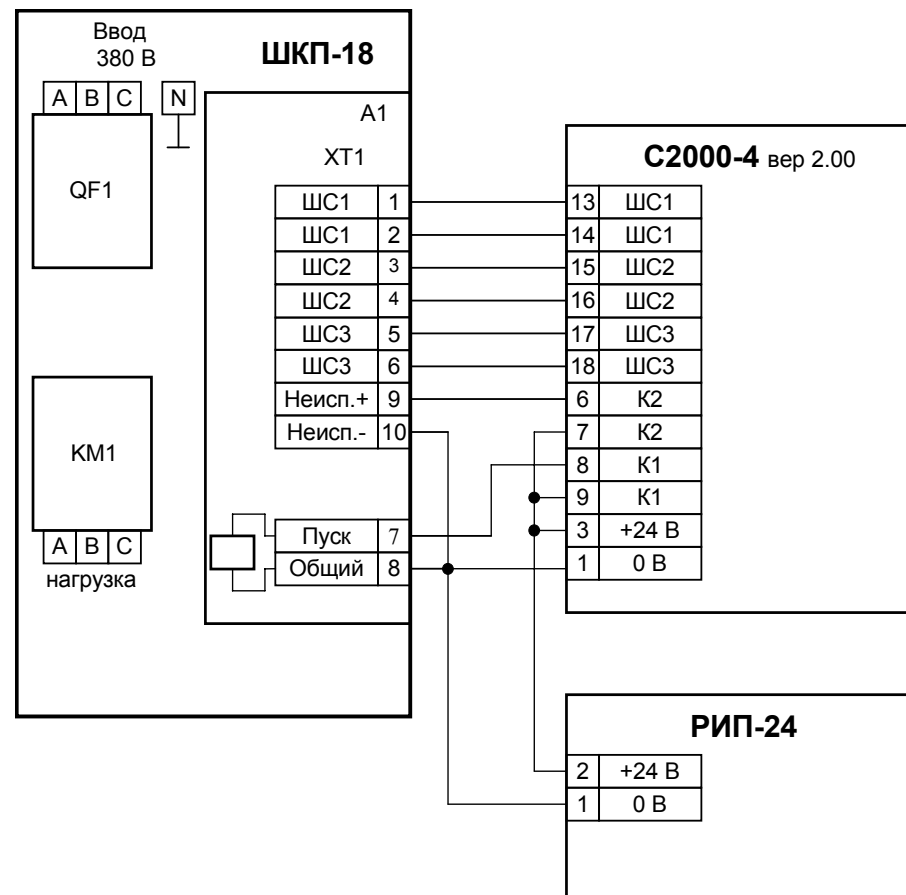 Ввод
380 В
ШКП-18
A B C N
QF1
A1
XT1
ШС1 1
ШС1 2
ШС2 3
ШС2 4
ШС3 5
ШС3 6
Неисп.+ 9
Неисп.- 10
Пуск 7
Общий 8
KM1
A B C
нагрузка
С2000-4 вер 2.00
13 ШС1
14 ШС1
15 ШС2
16 ШС2
17 ШС3
18 ШС3
6 К2
7 К2
8 К1
9 К1
3 +24 В
1 0 В
РИП-24
2 +24 В
1 0 В